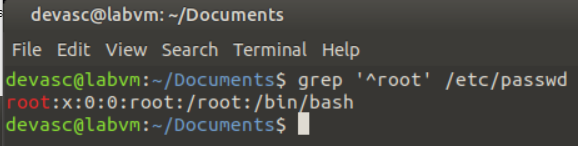 devasc@labvm: ~/Documents
File Edit View Search Terminal Help
devasc@labvm:~/Documents$ grep '^root' /etc/passwd
root:x:0:0:root:/root:/bin/bash
devasc@labvm:~/Documents$